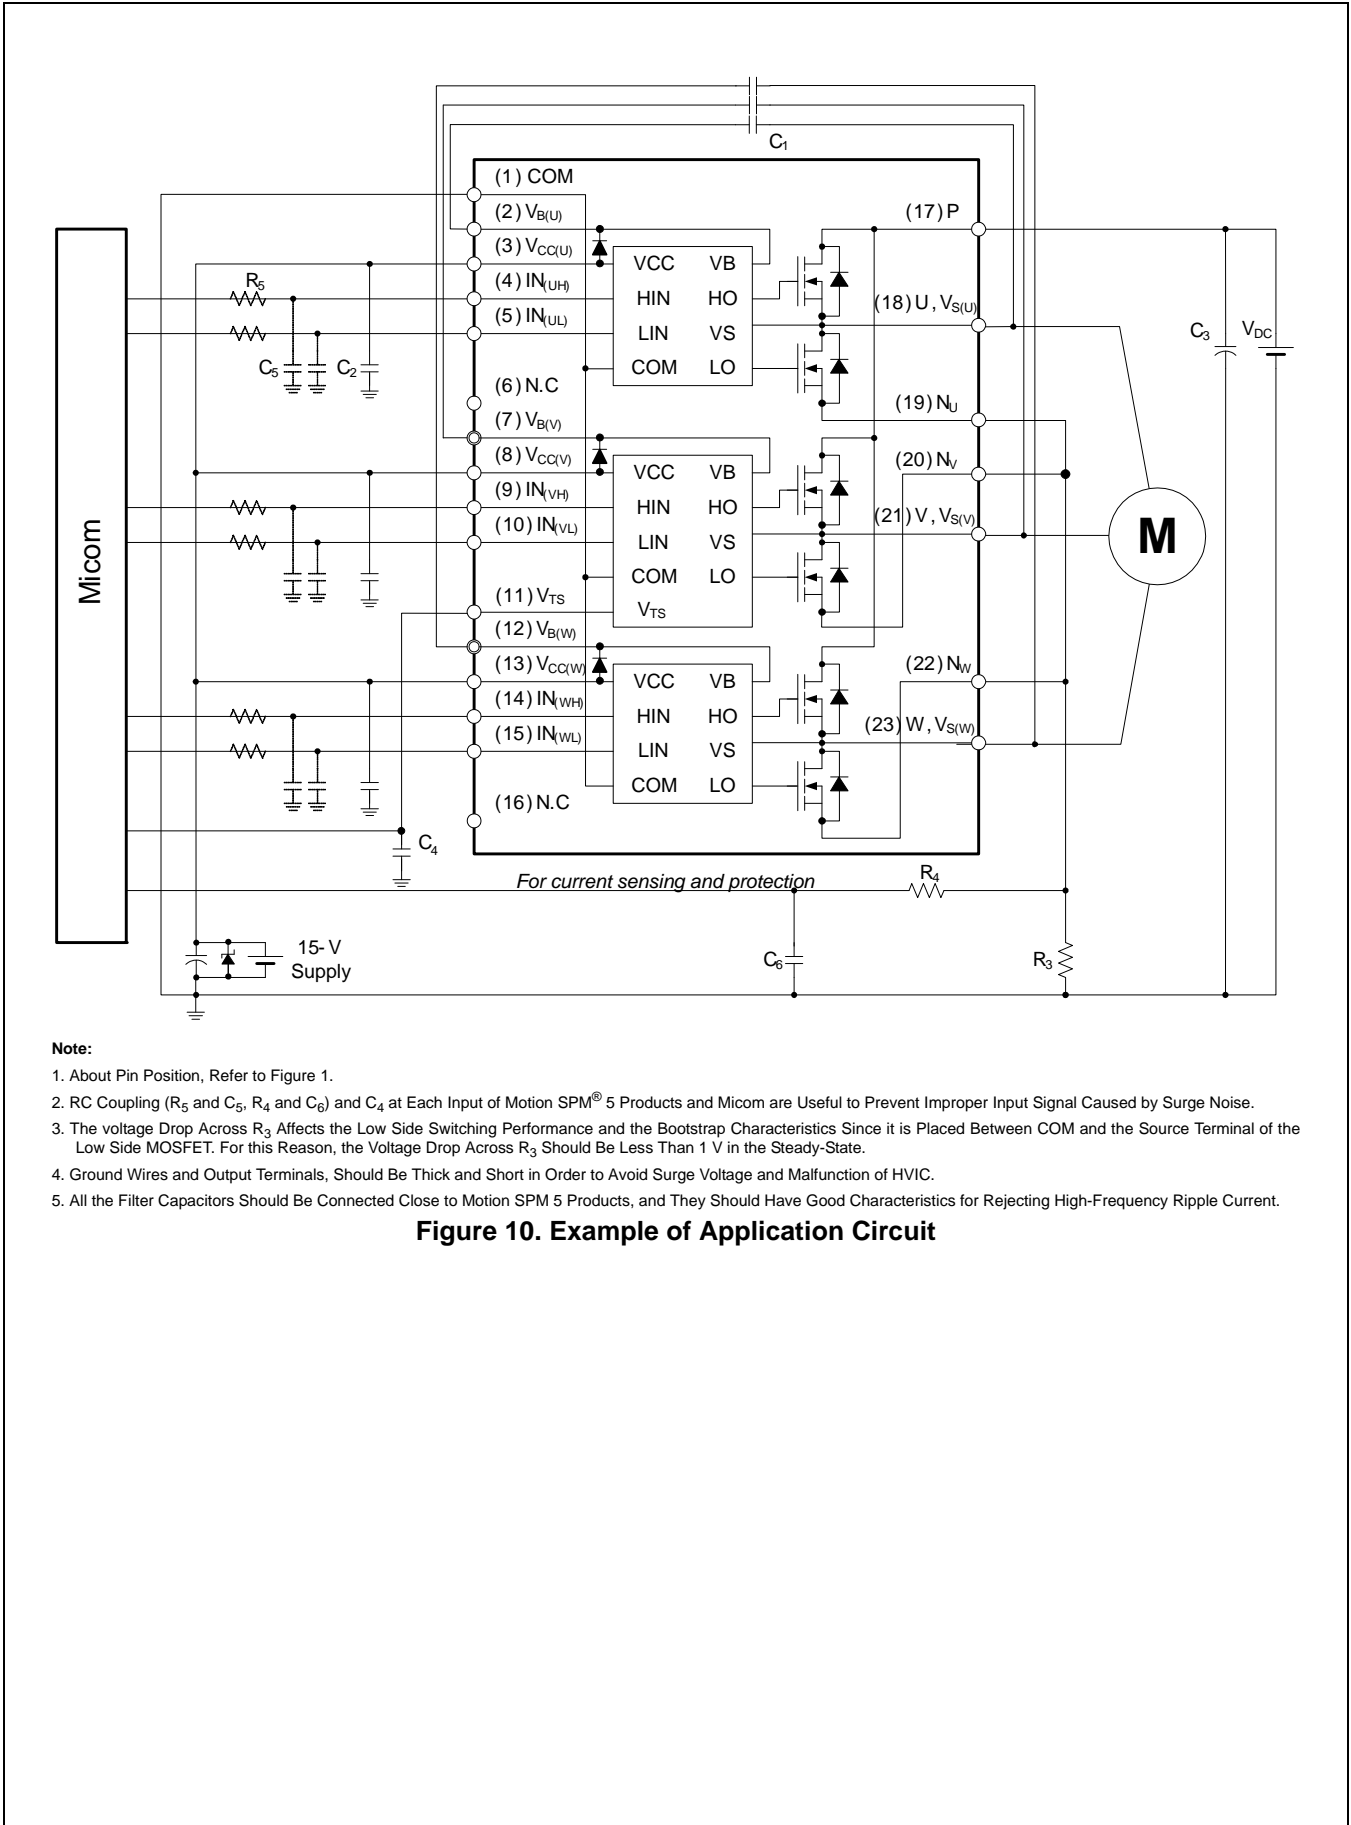 C1
(1) COM
(2) VB(U)
(3) VCC(U)
(4) IN(UH)
(5) IN(UL)
(6) N.C
(7) VB(V)
(8) VCC(V)
(9) IN(VH)
(10) IN(VL)
(11) VTS
(12) VB(W)
(13) VCC(W)
(14) IN(WH)
(15) IN(WL)
(16) N.C
VCC VB
HIN HO
LIN VS
COM LO
VCC VB
HIN HO
LIN VS
COM LO
VTS
VCC VB
HIN HO
LIN VS
COM LO
(17) P
(18) U, VS(U)
(19) NU
(20) NV
(21) V, VS(V)
(22) NW
(23) W, VS(W)
Micom
R5
C5
C2
C3
VDC
M
C4
For current sensing and protection
R4
C6
R3
15- V
Supply
Note:
1. About Pin Position, Refer to Figure 1.
2. RC Coupling (R5 and C5, R4 and C6) and C4 at Each Input of Motion SPM® 5 Products and Micom are Useful to Prevent Improper Input Signal Caused by Surge Noise.
3. The voltage Drop Across R3 Affects the Low Side Switching Performance and the Bootstrap Characteristics Since it is Placed Between COM and the Source Terminal of the
Low Side MOSFET. For this Reason, the Voltage Drop Across R3 Should Be Less Than 1 V in the Steady-State.
4. Ground Wires and Output Terminals, Should Be Thick and Short in Order to Avoid Surge Voltage and Malfunction of HVIC.
5. All the Filter Capacitors Should Be Connected Close to Motion SPM 5 Products, and They Should Have Good Characteristics for Rejecting High-Frequency Ripple Current.
Figure 10. Example of Application Circuit